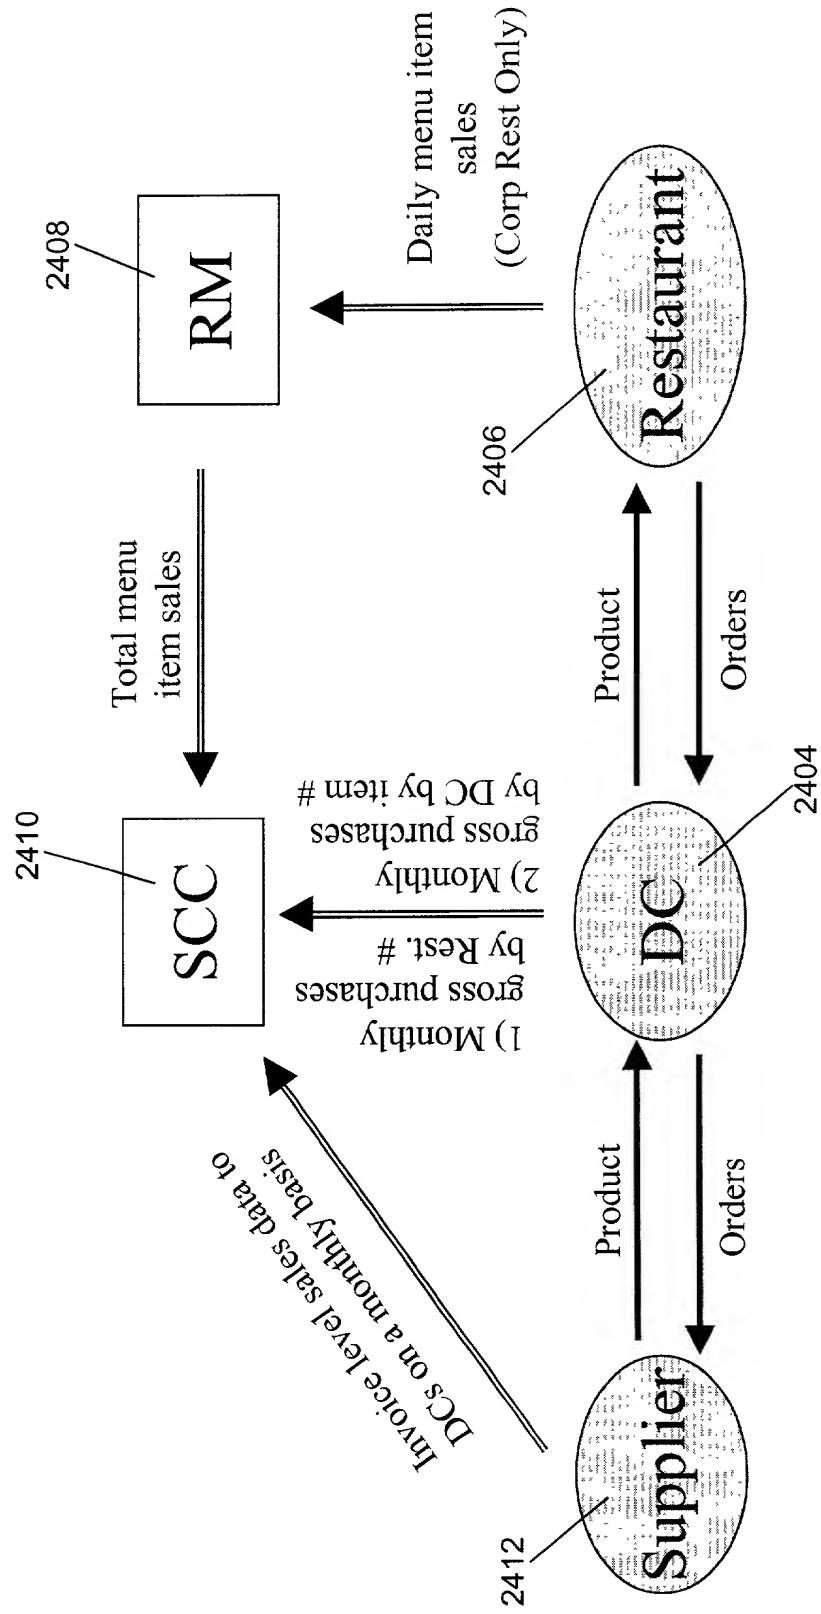 2410
SCC
Total menu
item sales
2408
RM
Invoice level sales data to
DCs on a monthly basis
1) Monthly
gross purchases
by Rest. #
2) Monthly
gross purchases
by DC by item #
Daily menu item
sales
(Corp Rest Only)
2412
Supplier
Product
Orders
DC
2404
Product
Orders
2406
Restaurant